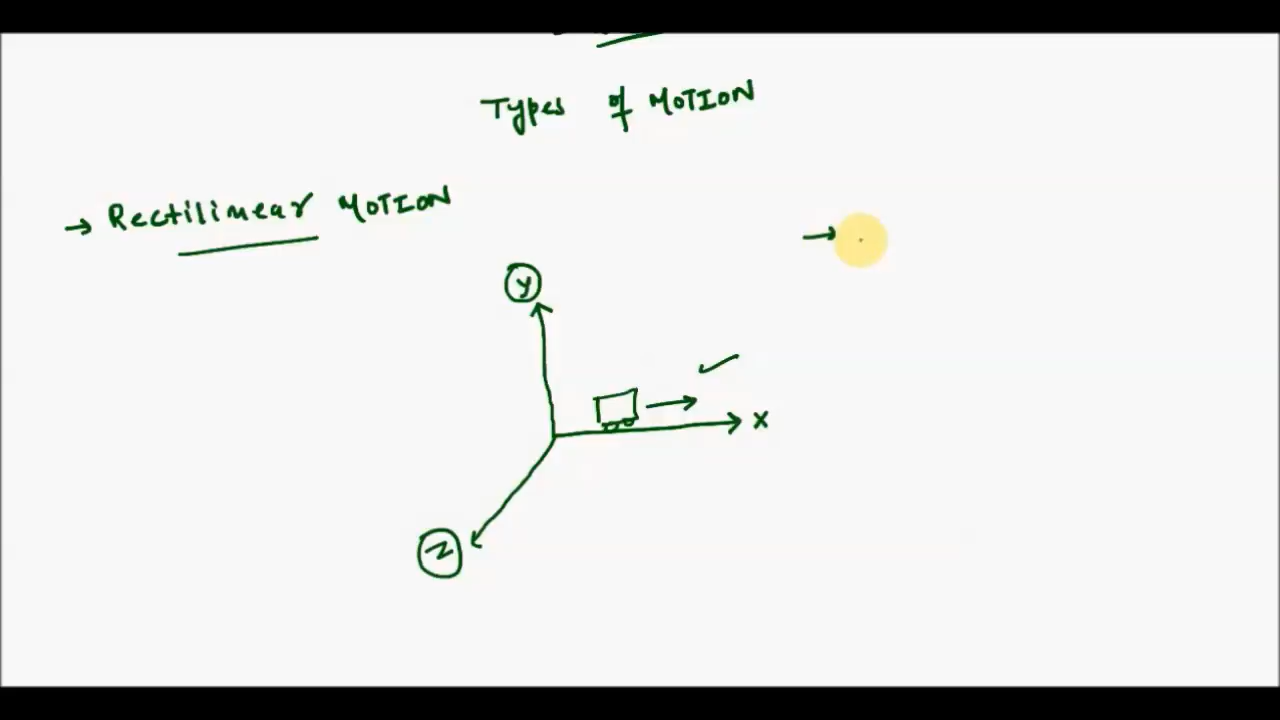 Types of MOTION
→ Rectilinear MOTION
→
y
x
z